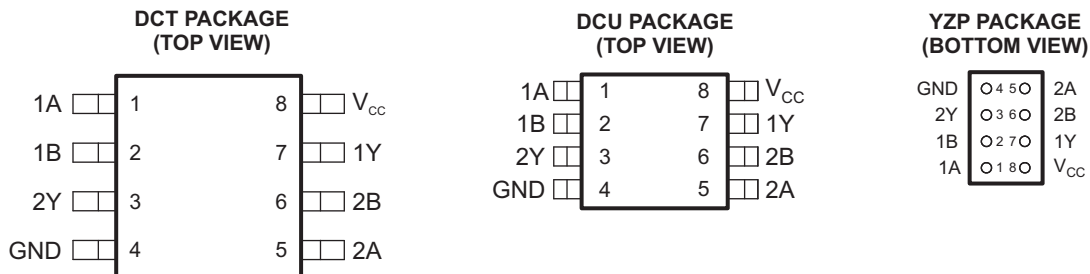 DCT PACKAGE
(TOP VIEW)
1A 1 8 VCC
1B 2 7 1Y
2Y 3 6 2B
GND 4 5 2A
DCU PACKAGE
(TOP VIEW)
1A 1 8 VCC
1B 2 7 1Y
2Y 3 6 2B
GND 4 5 2A
YZP PACKAGE
(BOTTOM VIEW)
GND 4 5 2A
2Y 3 6 2B
1B 2 7 1Y
1A 1 8 VCC